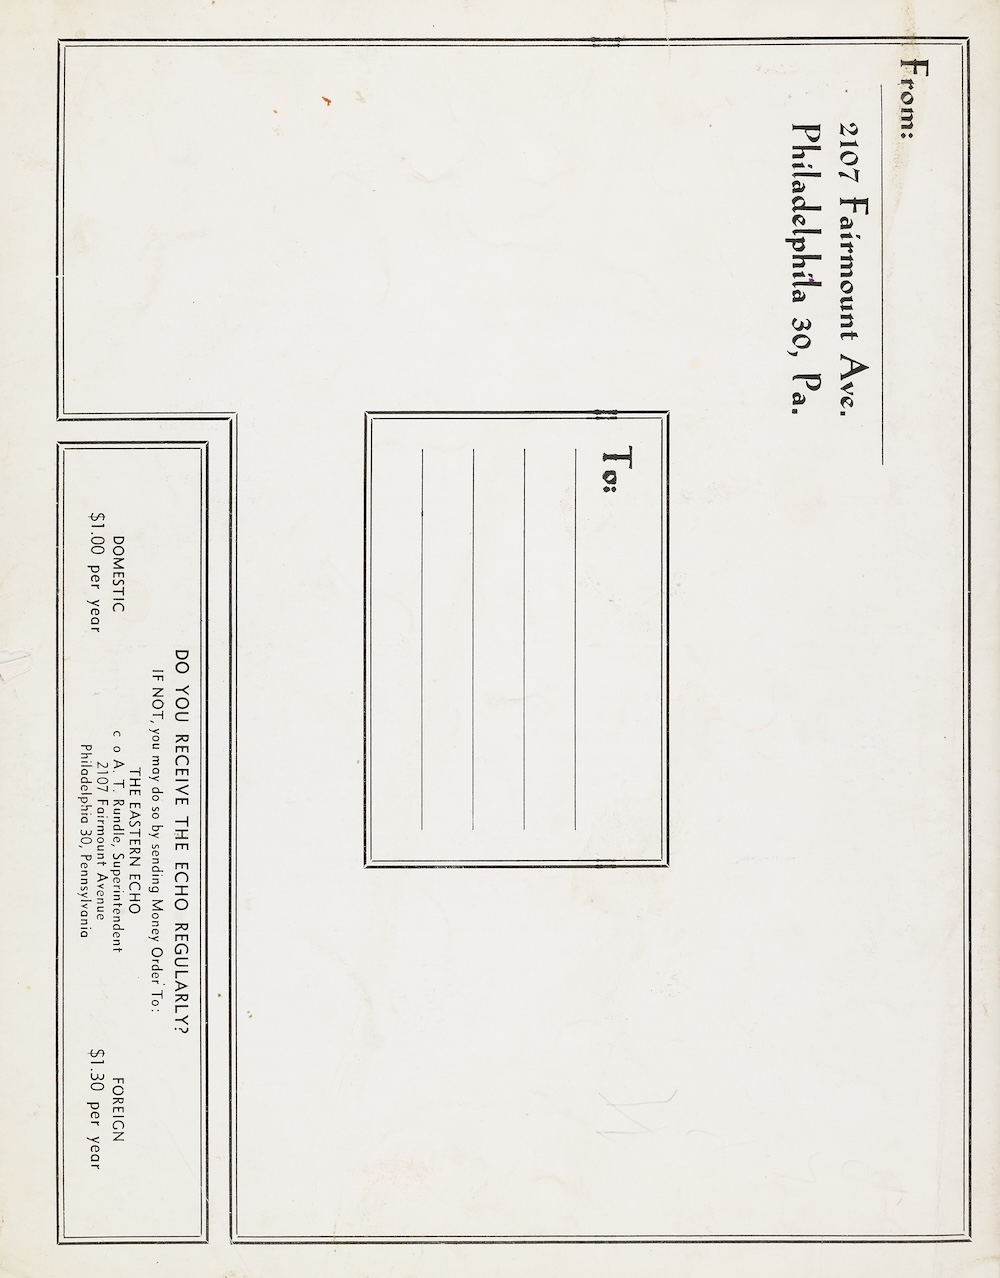 From:
2107 Fairmount Ave.
Philadelphila 30, Pa.
To:
DO YOU RECEIVE THE ECHO REGULARLY?
IF NOT, you may do so by sending Money Order To:
THE EASTERN ECHO
DOMESTIC
c o A. T. Rundle, Superintendent
FOREIGN
$1.00 per year
2107 Fairmount Avenue
$1.30 per year
Philadelphia 30, Pennsylvania